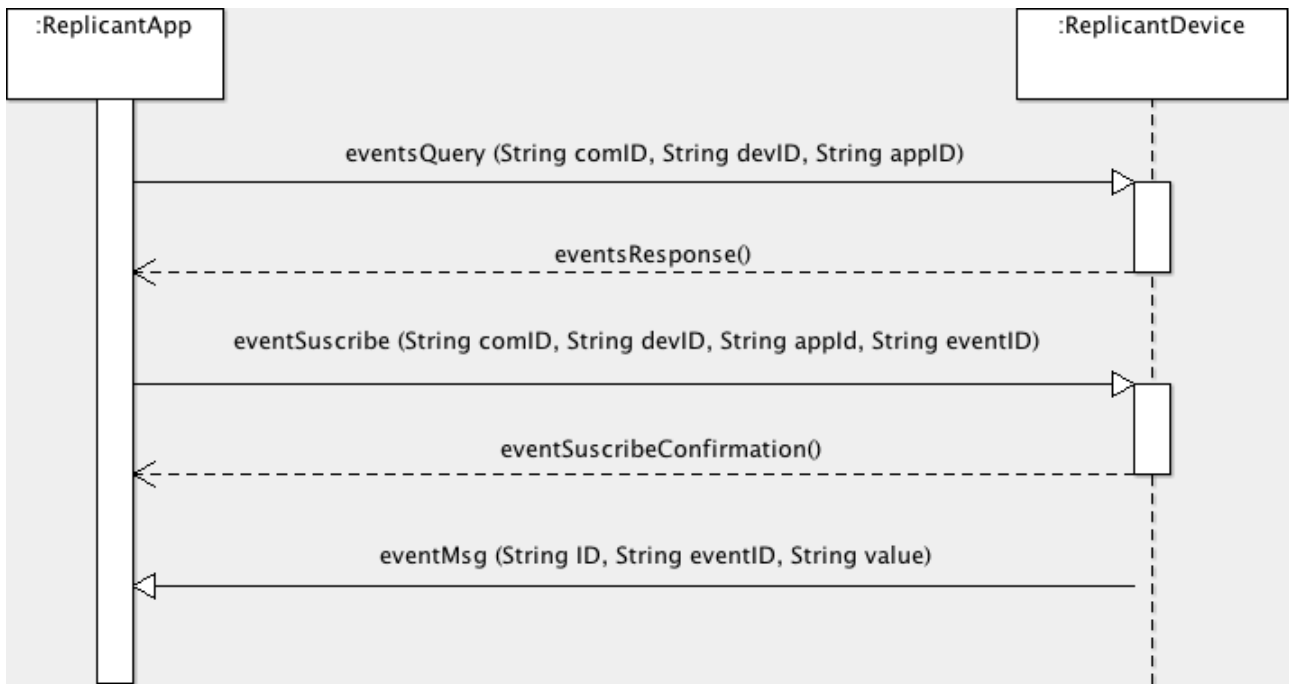 :ReplicantApp
:ReplicantDevice
eventsQuery (String comID, String devID, String appID)
eventsResponse()
eventSuscribe (String comID, String devID, String appId, String eventID)
eventSuscribeConfirmation()
eventMsg (String ID, String eventID, String value)